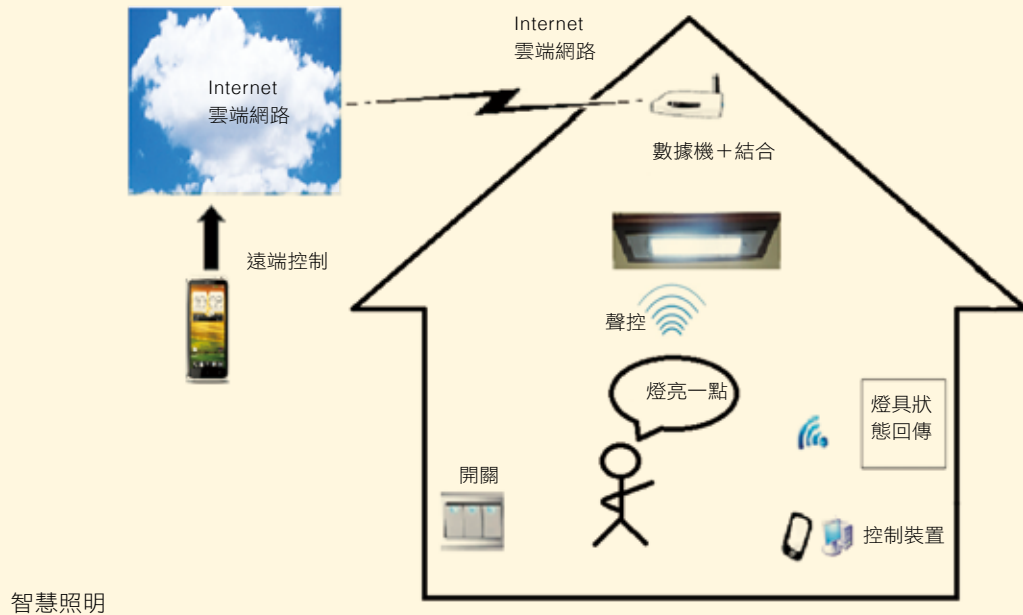 Internet
雲端網路
Internet
雲端網路
數據機＋結合
遠端控制
聲控
燈亮一點
燈具狀
態回傳
開關
控制裝置
智慧照明